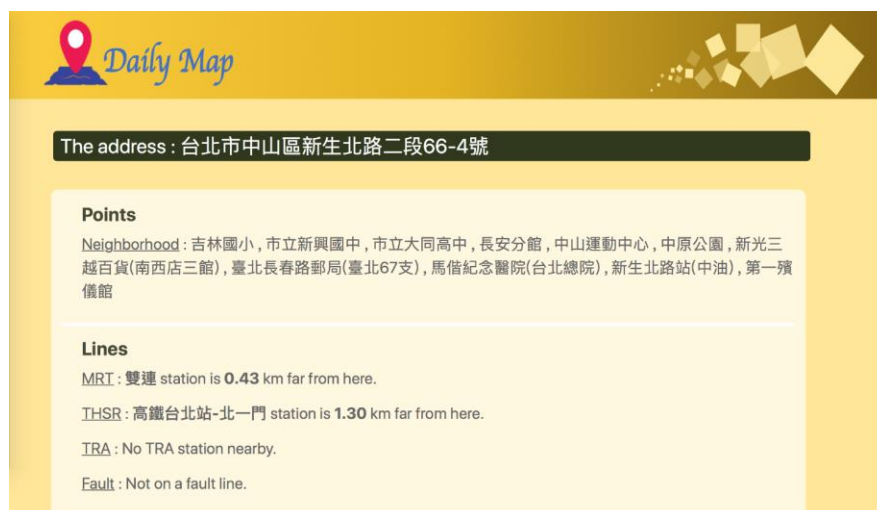 Daily Map
The address : 台北市中山區新生北路二段66-4號
Points
Neighborhood : 吉林國小 , 市立新興國中 , 市立大同高中 , 長安分館 , 中山運動中心 , 中原公園 , 新光三
越百貨(南西店三館) , 臺北長春路郵局(臺北67支) , 馬偕紀念醫院(台北總院) , 新生北路站(中油) , 第一殯
儀館
Lines
MRT : 雙連 station is 0.43 km far from here.
THSR : 高鐵台北站-北一門 station is 1.30 km far from here.
TRA : No TRA station nearby.
Fault : Not on a fault line.